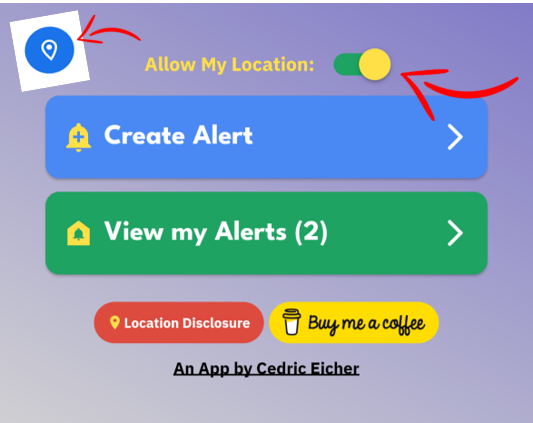 Allow My Location:
Create Alert
View my Alerts (2)
Location Disclosure
Buy me a coffee
An App by Cedric Eicher